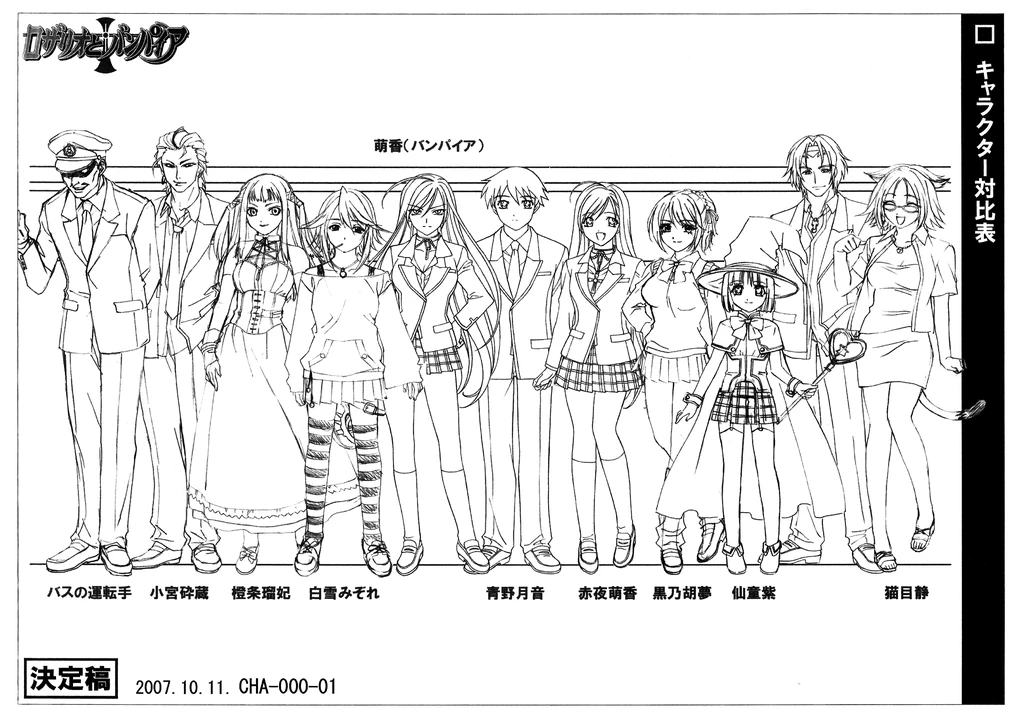 ロザリオとバンパイア
□ キャラクター対比表
萌香(バンパイア)
バスの運転手 小宮砕蔵 橙条瑠妃 白雪みぞれ 青野月音 赤夜萌香 黒乃胡夢 仙童紫 猫目静
決定稿 2007.10.11. CHA-000-01